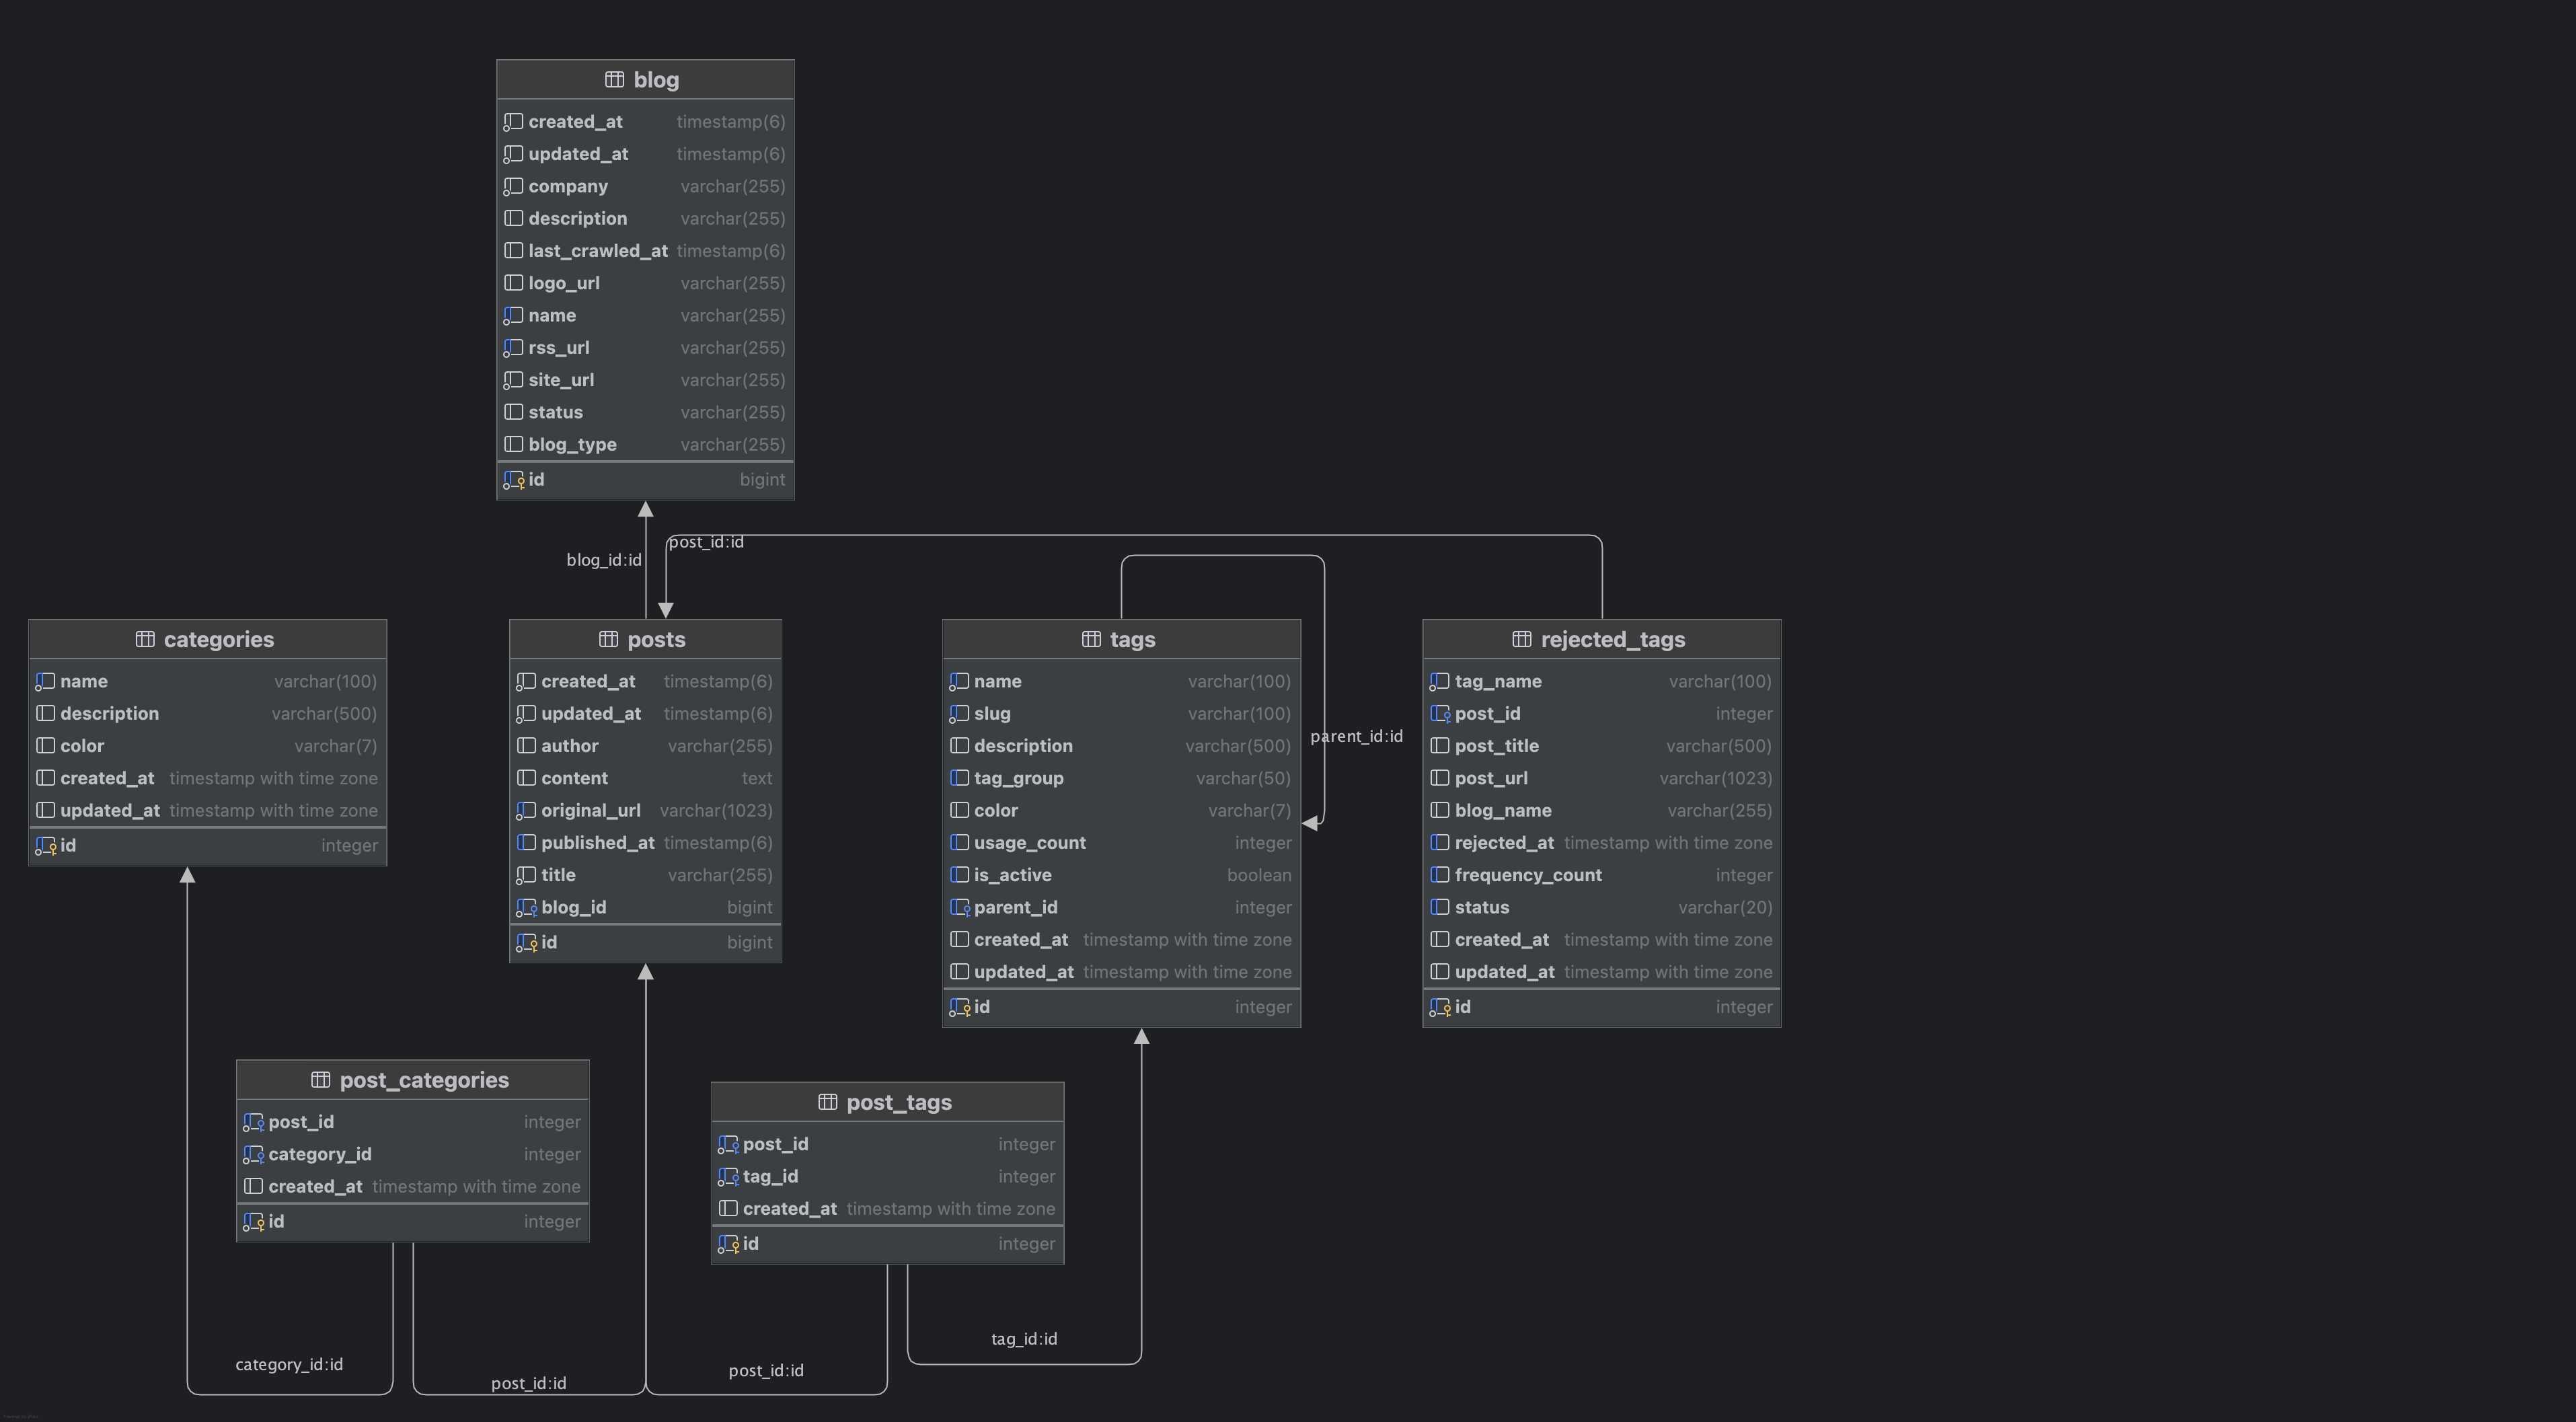 blog
created_at timestamp(6)
updated_at timestamp(6)
company varchar(255)
description varchar(255)
last_crawled_at timestamp(6)
logo_url varchar(255)
name varchar(255)
rss_url varchar(255)
site_url varchar(255)
status varchar(255)
blog_type varchar(255)
id bigint
blog_id:id
post_id:id
categories
name varchar(100)
description varchar(500)
color varchar(7)
created_at timestamp with time zone
updated_at timestamp with time zone
id integer
posts
created_at timestamp(6)
updated_at timestamp(6)
author varchar(255)
content text
original_url varchar(1023)
published_at timestamp(6)
title varchar(255)
blog_id bigint
id bigint
tags
name varchar(100)
slug varchar(100)
description varchar(500)
tag_group varchar(50)
color varchar(7)
usage_count integer
is_active boolean
parent_id integer
created_at timestamp with time zone
updated_at timestamp with time zone
id integer
parent_id:id
rejected_tags
tag_name varchar(100)
post_id integer
post_title varchar(500)
post_url varchar(1023)
blog_name varchar(255)
rejected_at timestamp with time zone
frequency_count integer
status varchar(20)
created_at timestamp with time zone
updated_at timestamp with time zone
id integer
post_categories
post_id integer
category_id integer
created_at timestamp with time zone
id integer
post_tags
post_id integer
tag_id integer
created_at timestamp with time zone
id integer
category_id:id
post_id:id
post_id:id
tag_id:id